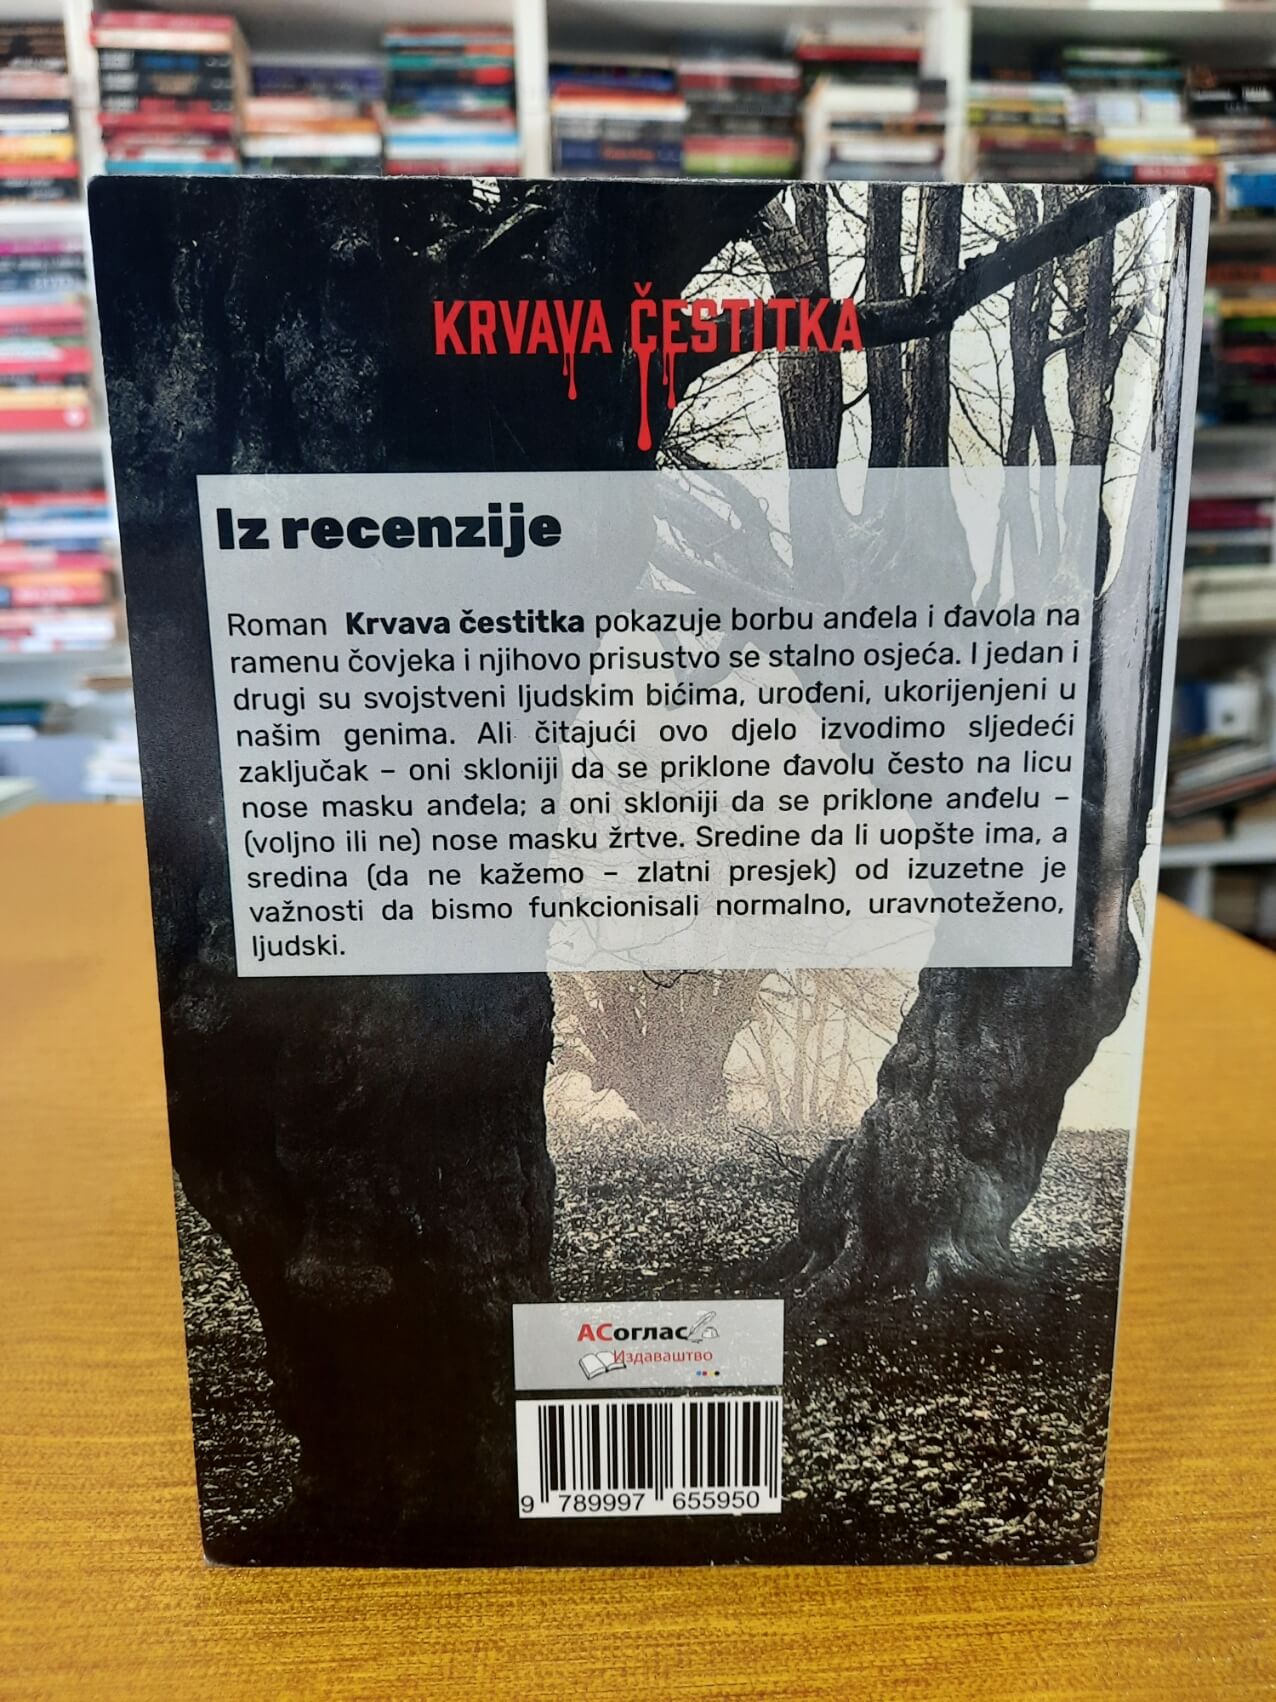 KRVAVA ČESTITKA
Iz recenzije
Roman Krvava čestitka pokazuje borbu anđela i đavola na
ramenu čovjeka i njihovo prisustvo se stalno osjeća. I jedan i
drugi su svojstveni ljudskim bićima, urođeni, ukorijenjeni u
našim genima. Ali čitajući ovo djelo izvodimo sljedeći
zaključak – oni skloniji da se priklone đavolu često na licu
nose masku anđela; a oni skloniji da se priklone anđelu –
(voljno ili ne) nose masku žrtve. Sredine da li uopšte ima, a
sredina (da ne kažemo – zlatni presjek) od izuzetne je
važnosti da bismo funkcionisali normalno, uravnoteženo,
ljudski.
АСоглас
Издаваштво
9 789997 655950